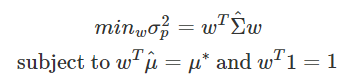 min_w σ_p^2 = w^T Σ̂ w
subject to w^T μ̂ = μ* and w^T 1 = 1